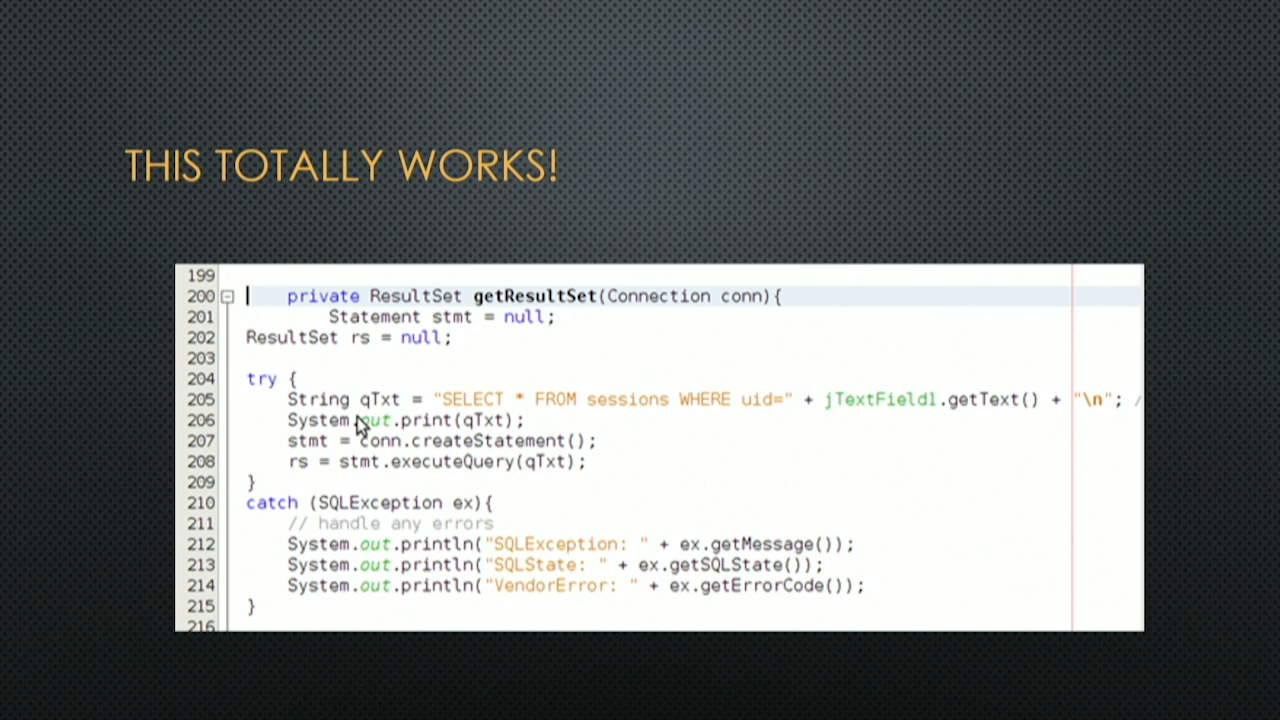 THIS TOTALLY WORKS!
199
200 private ResultSet getResultSet(Connection conn){
201 Statement stmt = null;
202 ResultSet rs = null;
203
204 try {
205 String qTxt = "SELECT * FROM sessions WHERE uid=" + jTextField1.getText() + "\n"; /
206 System.out.print(qTxt);
207 stmt = conn.createStatement();
208 rs = stmt.executeQuery(qTxt);
209 }
210 catch (SQLException ex){
211 // handle any errors
212 System.out.println("SQLException: " + ex.getMessage());
213 System.out.println("SQLState: " + ex.getSQLState());
214 System.out.println("VendorError: " + ex.getErrorCode());
215 }
216